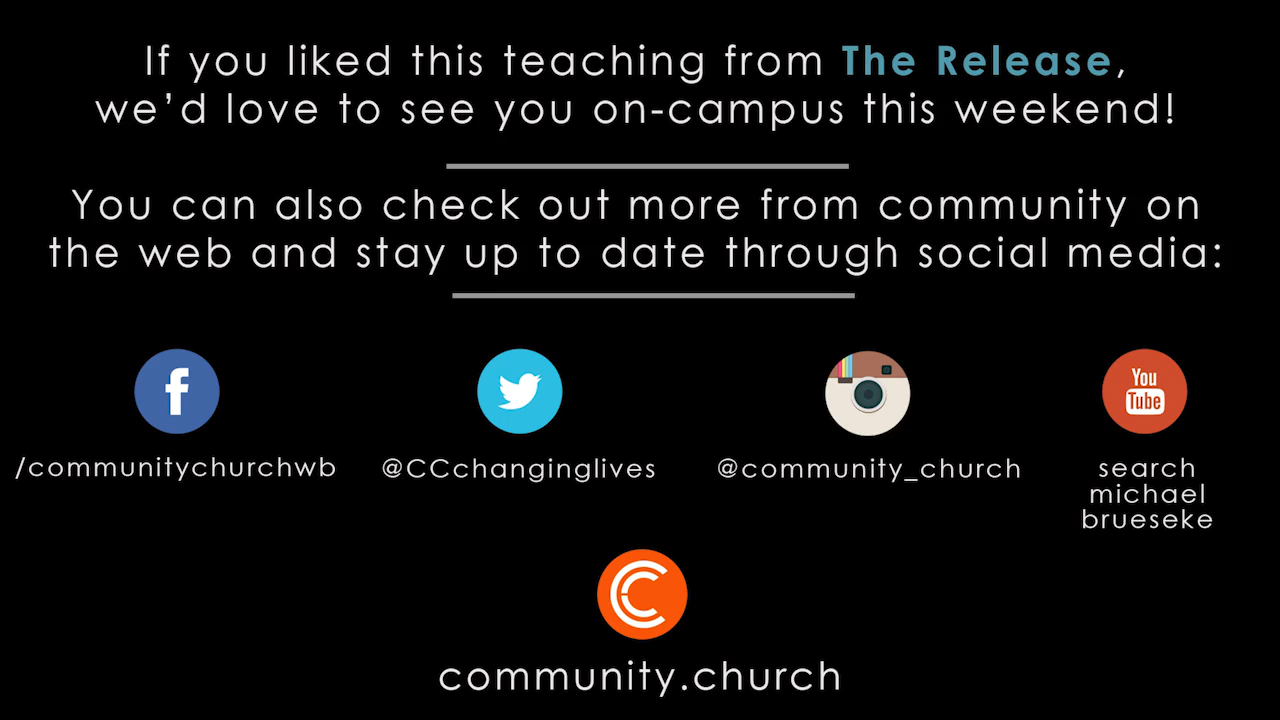 If you liked this teaching from The Release,
we'd love to see you on-campus this weekend!
You can also check out more from community on
the web and stay up to date through social media:
f
You
Tube
/communitychurchwb
@CCchanginglives
@community_church
search
michael
brueseke
community.church